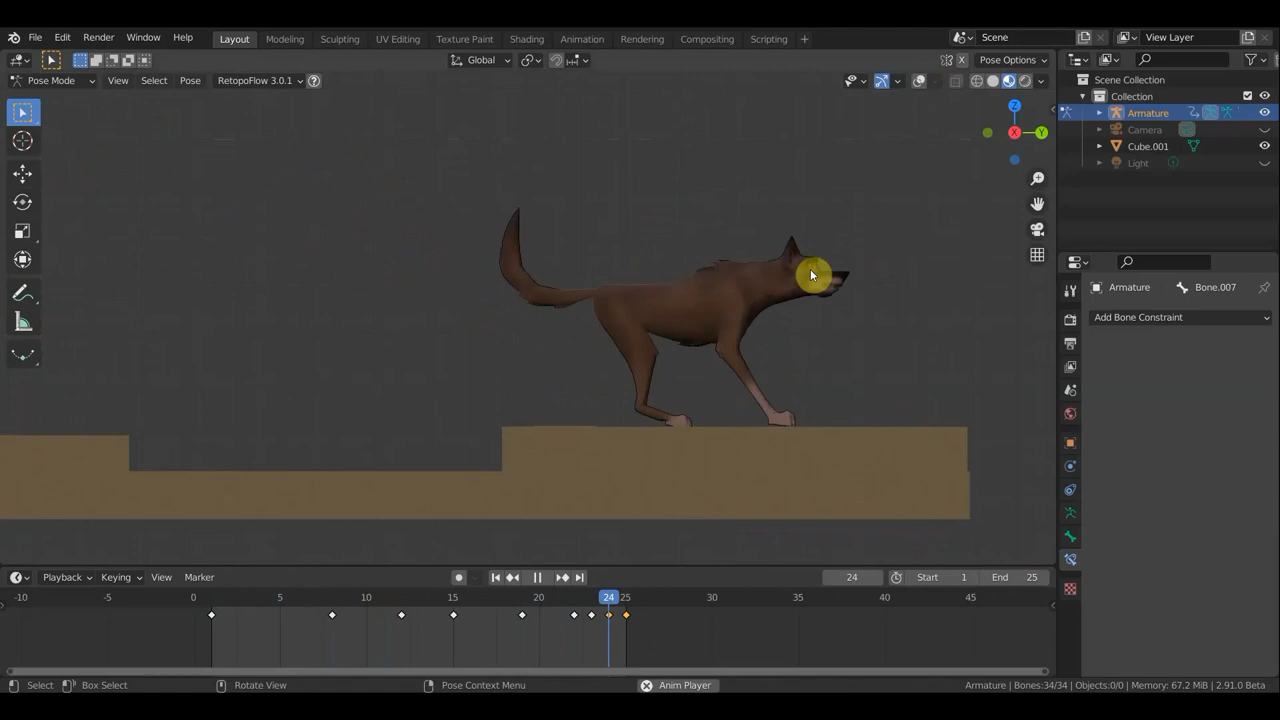 File Edit Render Window Help Layout Modeling Sculpting UV Editing Texture Paint Shading Animation Rendering Compositing Scripting + Scene View Layer
Global X Pose Options
Pose Mode View Select Pose RetopoFlow 3.0.1 ?
Scene Collection
Collection
Armature
Camera
Cube.001
Light
Z
X
Y
Armature Bone.007
Add Bone Constraint
Playback Keying View Marker 24 Start 1 End 25
-10 -5 0 5 10 15 20 24 25 30 35 40 45
Select Box Select Rotate View Pose Context Menu Anim Player Armature | Bones:34/34 | Objects:0/0 | Memory: 67.2 MiB | 2.91.0 Beta